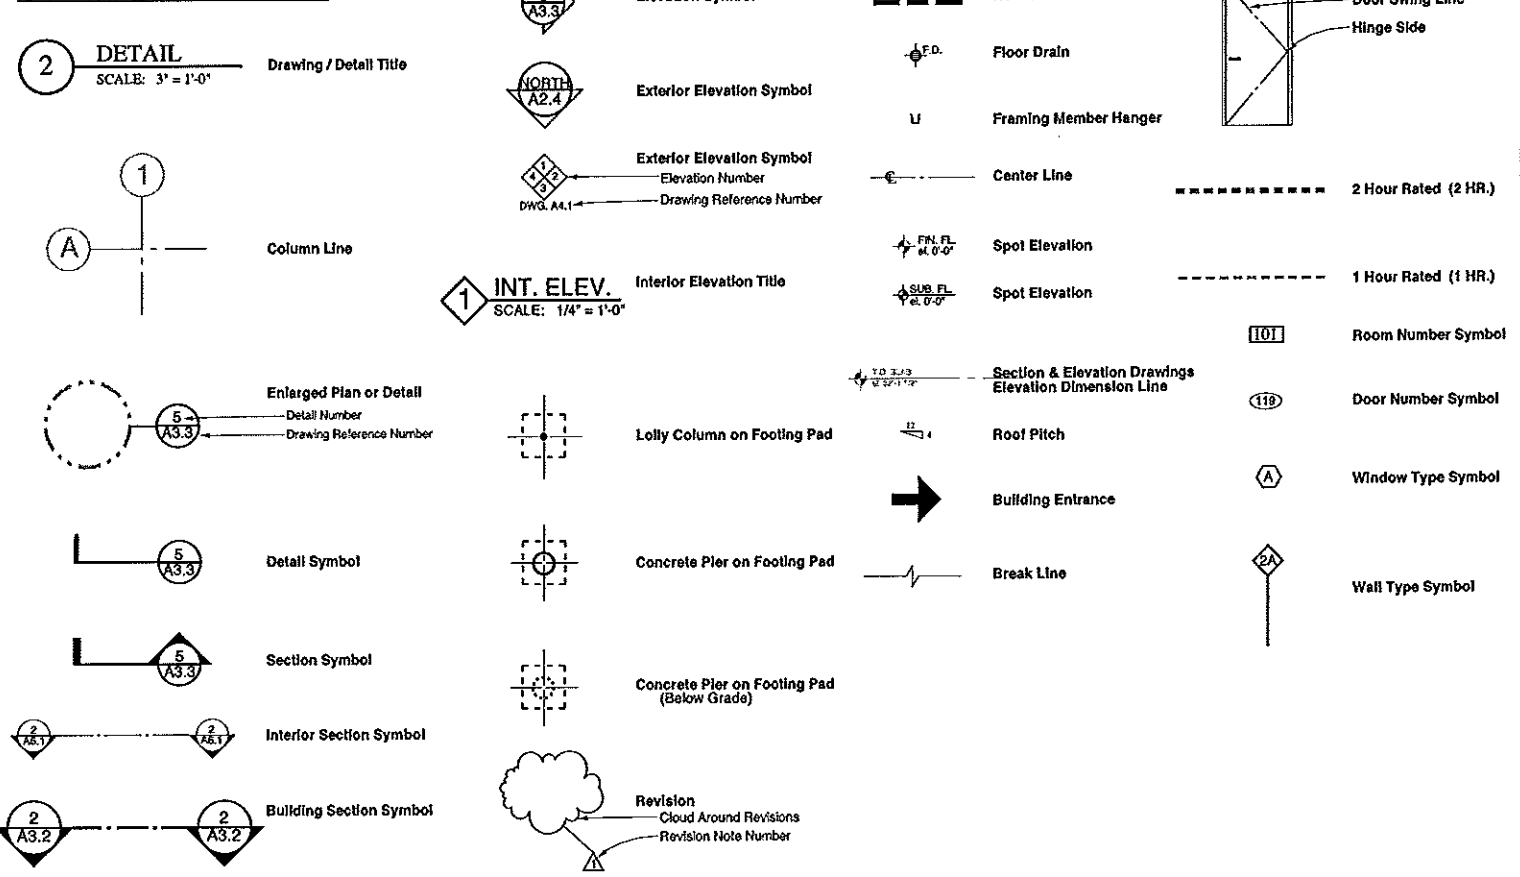 A3.3
2
DETAIL
SCALE: 3" = 1'-0"
Drawing / Detail Title
1
A
Column Line
Enlarged Plan or Detail
5
A3.3
Detail Number
Drawing Reference Number
5
A3.3
Detail Symbol
5
A3.3
Section Symbol
2
A6.1
2
A6.1
Interior Section Symbol
2
A3.2
2
A3.2
Building Section Symbol
NORTH
A2.4
Exterior Elevation Symbol
Exterior Elevation Symbol
1
4 2
3
Elevation Number
DWG. A4.1
Drawing Reference Number
1
INT. ELEV.
SCALE: 1/4" = 1'-0"
Interior Elevation Title
Lolly Column on Footing Pad
Concrete Pier on Footing Pad
Concrete Pier on Footing Pad
(Below Grade)
Revision
Cloud Around Revisions
Revision Note Number
1
F.D.
Floor Drain
Framing Member Hanger
Center Line
FIN. FL.
el. 0'-0"
Spot Elevation
SUB. FL.
el. 0'-0"
Spot Elevation
Section & Elevation Drawings
Elevation Dimension Line
12
4
Roof Pitch
Building Entrance
Break Line
Door Swing Line
Hinge Side
2 Hour Rated (2 HR.)
1 Hour Rated (1 HR.)
101
Room Number Symbol
Door Number Symbol
A
Window Type Symbol
2A
Wall Type Symbol